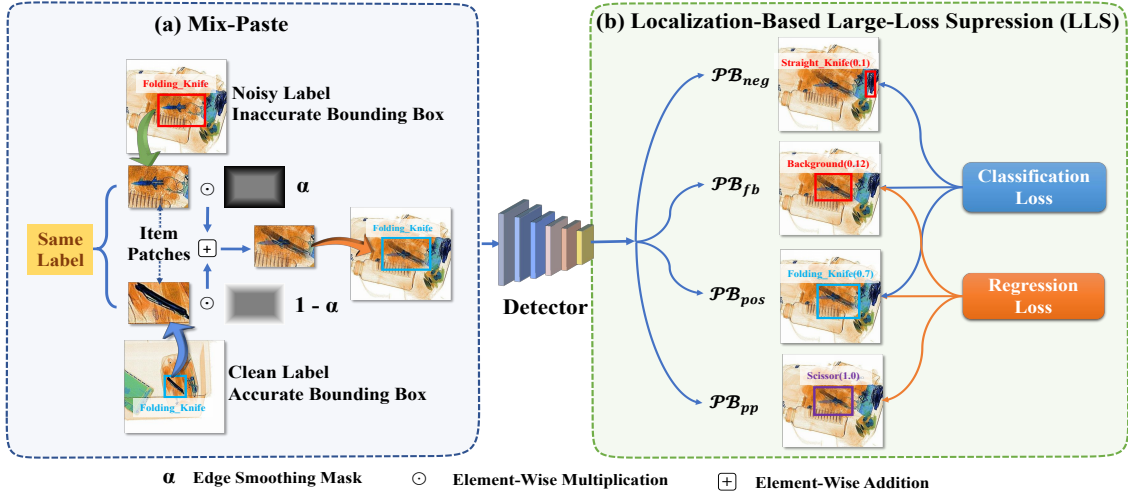 (a) Mix-Paste
Folding_Knife
Noisy Label
Inaccurate Bounding Box
α
Same
Label
Item
Patches
Folding_Knife
1 - α
Clean Label
Accurate Bounding Box
Folding_Knife
Detector
(b) Localization-Based Large-Loss Supression (LLS)
𝒫ℬneg
Straight_Knife(0.1)
𝒫ℬfb
Background(0.12)
𝒫ℬpos
Folding_Knife(0.7)
𝒫ℬpp
Scissor(1.0)
Classification
Loss
Regression
Loss
α Edge Smoothing Mask ⊙ Element-Wise Multiplication ⊞ Element-Wise Addition